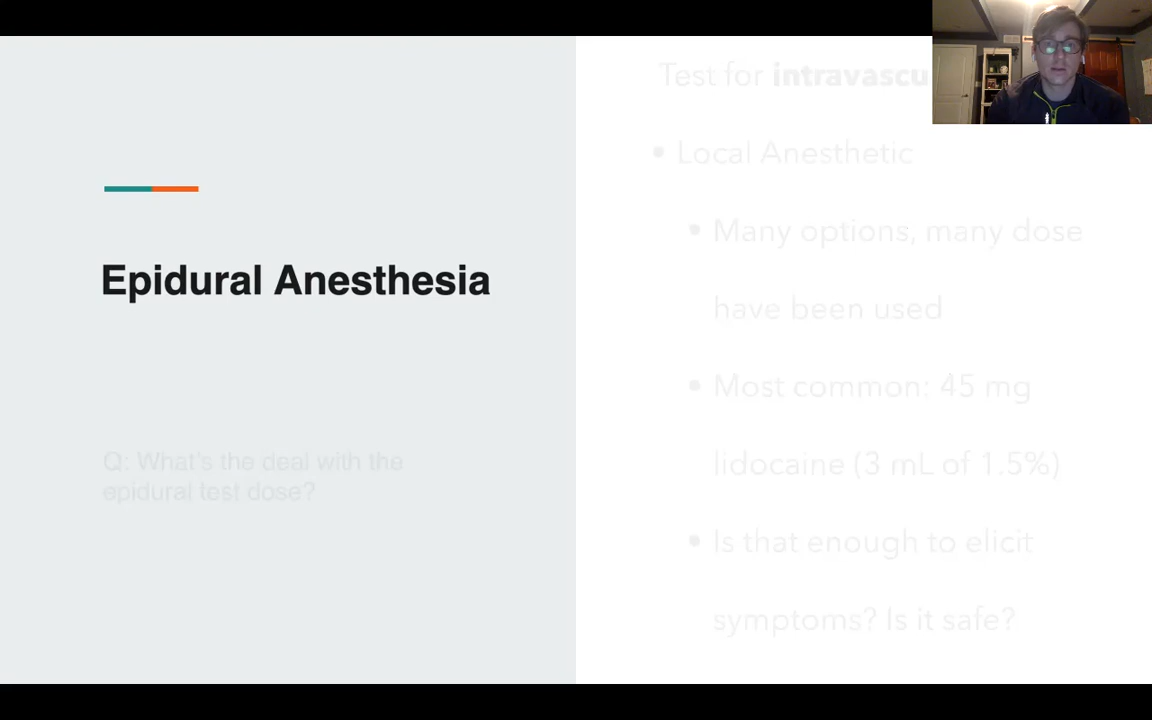 Epidural Anesthesia
Q: What's the deal with the
epidural test dose?
Test for intravascu
• Local Anesthetic
• Many options, many dose
have been used
• Most common: 45 mg
lidocaine (3 mL of 1.5%)
• Is that enough to elicit
symptoms? Is it safe?